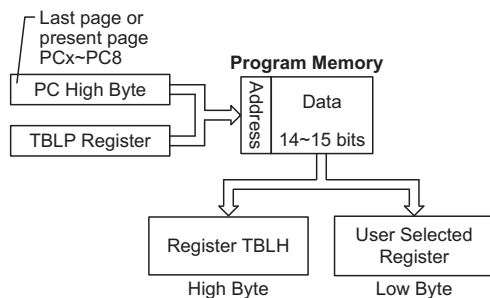 Last page or
present page
PCx~PC8
Program Memory
PC High Byte
TBLP Register
Address
Data
14~15 bits
Register TBLH
User Selected
Register
High Byte
Low Byte